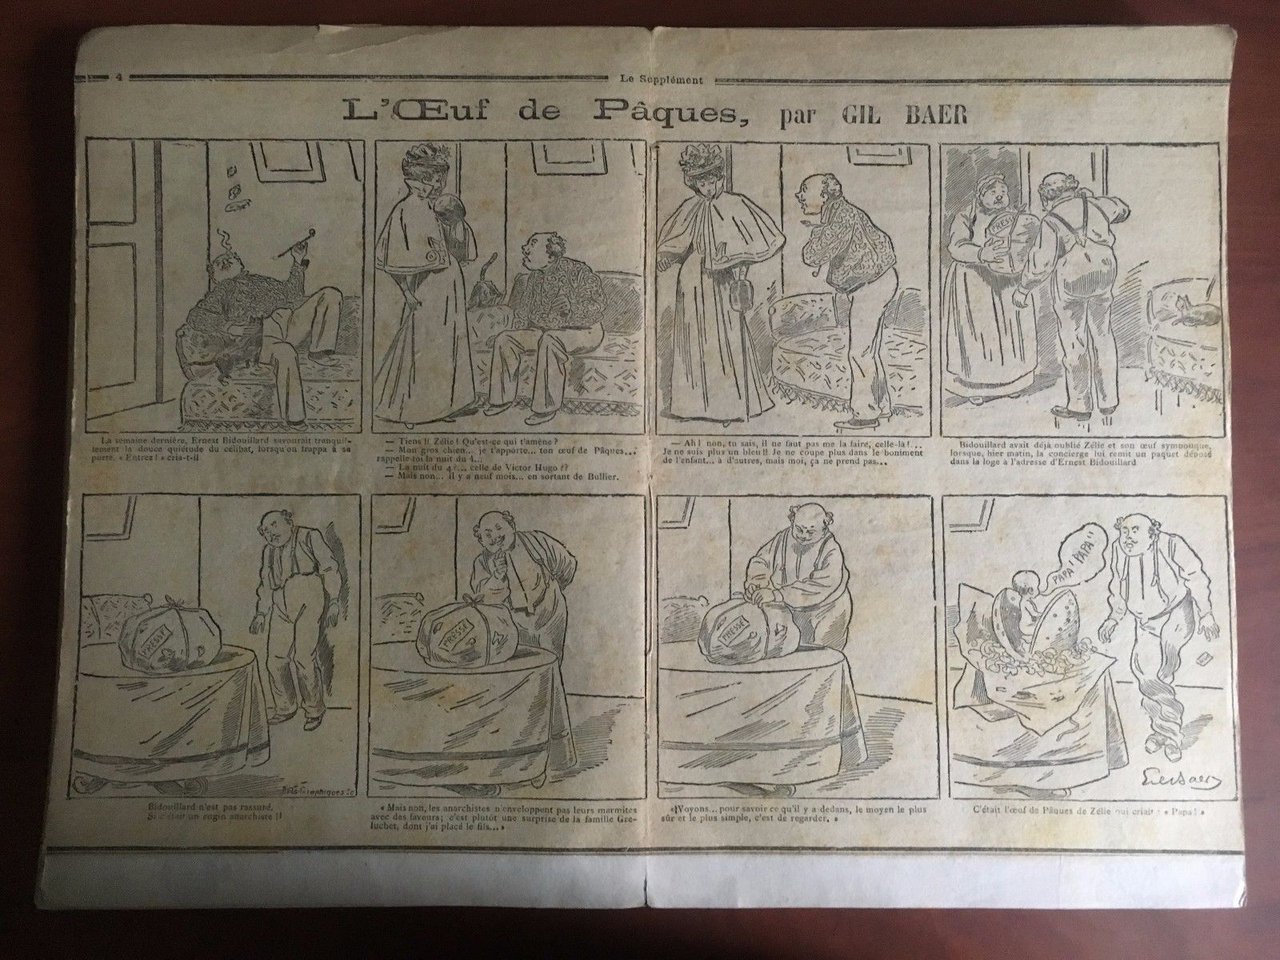 4
Le Supplément
L'Œuf de Pâques, par GIL BAER
La semaine dernière, Ernest Bidouillard savourait tranquil-
lement la douce quiétude du célibat, lorsqu'on frappa à sa
porte. « Entrez! » cria-t-il
— Tiens!! Zélie! Qu'est-ce qui t'amène?
— Mon gros chien... je t'apporte... ton œuf de Pâques...
rappelle-toi la nuit du 4...
— La nuit du 4?... celle de Victor Hugo??
— Mais non... Il y a neuf mois... en sortant de Bullier.
— Ah! non, tu sais, il ne faut pas me la faire, celle-là!...
Je ne suis plus un bleu!! Je ne coupe plus dans le boniment
de l'enfant... à d'autres, mais moi, ça ne prend pas...
PRESSÉ
Bidouillard avait déjà oublié Zélie et son œuf symbolique,
lorsque, hier matin, la concierge lui remit un paquet déposé
dans la loge à l'adresse d'Ernest Bidouillard
PRESSÉ
Bidouillard n'est pas rassuré.
Si c'était un engin anarchiste!!
PRESSÉ
« Mais non, les anarchistes n'enveloppent pas leurs marmites
avec des faveurs; c'est plutôt une surprise de la famille Gre-
luchet, dont j'ai placé le fils... »
PRESSÉ
« Voyons... pour savoir ce qu'il y a dedans, le moyen le plus
sûr et le plus simple, c'est de regarder. »
PAPA! PAPA!!
Gil Baer
C'était l'œuf de Pâques de Zélie qui criait: « Papa! »